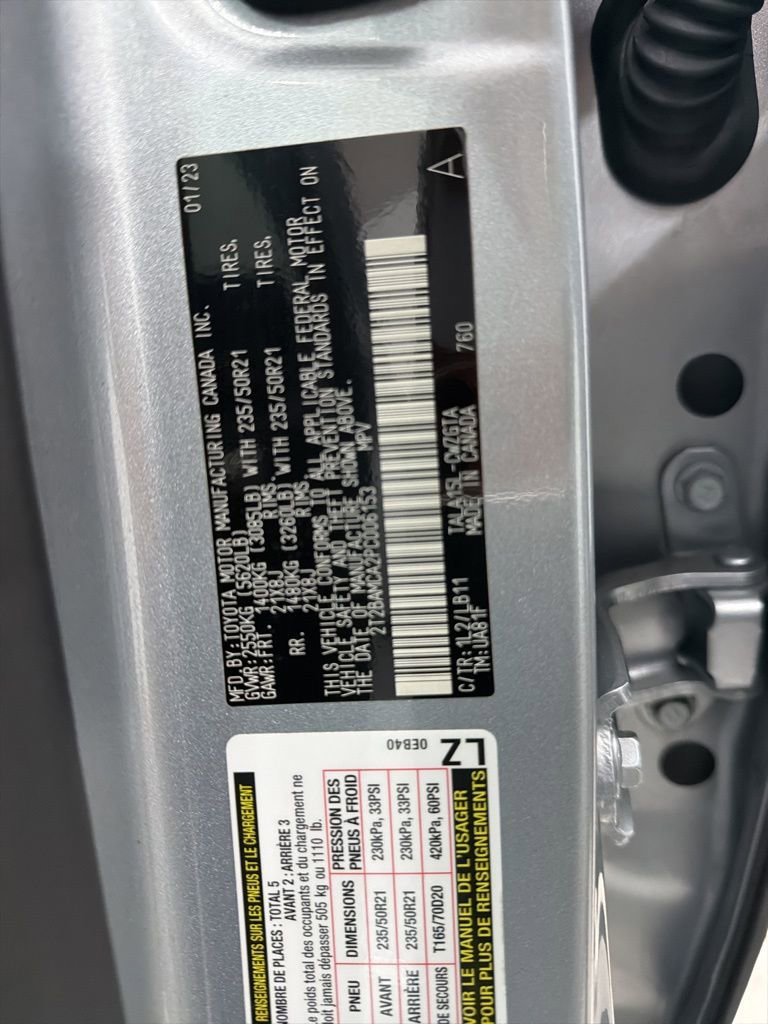 MFD.BY:TOYOTA MOTOR MANUFACTURING CANADA INC. 01/23
GVWR:2550KG (5620LB)
GAWR:FRT. 1400KG (3085LB) WITH 235/50R21 TIRES,
21X8J RIMS.
RR. 1480KG (3260LB) WITH 235/50R21 TIRES,
21X8J RIMS.
THIS VEHICLE CONFORMS TO ALL APPLICABLE FEDERAL MOTOR
VEHICLE SAFETY AND THEFT PREVENTION STANDARDS IN EFFECT ON
THE DATE OF MANUFACTURE SHOWN ABOVE.
2T2BAMCA2PC006153 MPV
C/TR:1L2/LB11 TALA15L-CWZGTA A
TM:UA81F MADE IN CANADA 760
RENSEIGNEMENTS SUR LES PNEUS ET LE CHARGEMENT
NOMBRE DE PLACES : TOTAL 5
AVANT 2 : ARRIÈRE 3
Le poids total des occupants et du chargement ne
doit jamais dépasser 505 kg ou 1110 lb.
PNEU DIMENSIONS PRESSION DES PNEUS À FROID
AVANT 235/50R21 230kPa, 33PSI
ARRIÈRE 235/50R21 230kPa, 33PSI
DE SECOURS T165/70D20 420kPa, 60PSI
VOIR LE MANUEL DE L'USAGER
POUR PLUS DE RENSEIGNEMENTS
0EB40
LZ